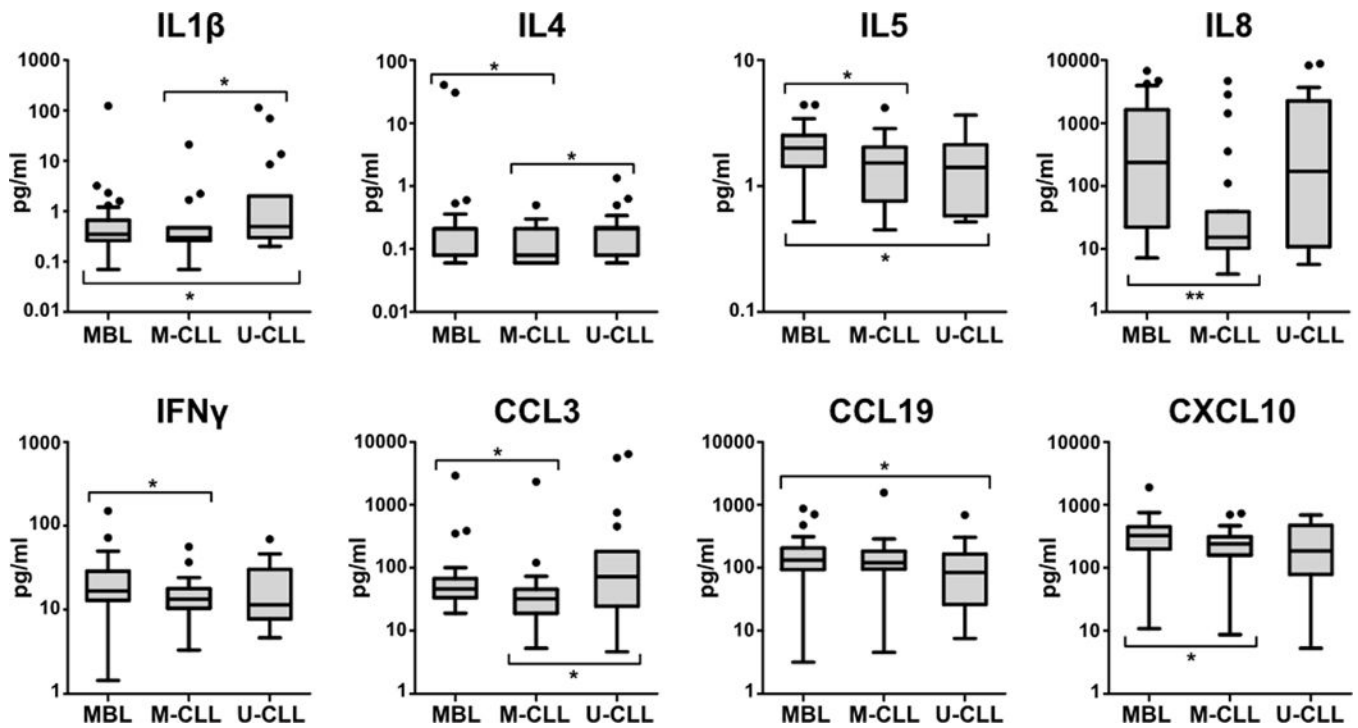 IL1β
1000
100
10
1
0.1
0.01
pg/ml
*
*
MBL M-CLL U-CLL
IL4
100
10
1
0.1
0.01
pg/ml
*
*
MBL M-CLL U-CLL
IL5
10
1
0.1
pg/ml
*
*
MBL M-CLL U-CLL
IL8
10000
1000
100
10
1
pg/ml
**
MBL M-CLL U-CLL
IFNγ
1000
100
10
1
pg/ml
*
MBL M-CLL U-CLL
CCL3
10000
1000
100
10
1
pg/ml
*
*
MBL M-CLL U-CLL
CCL19
10000
1000
100
10
1
pg/ml
*
MBL M-CLL U-CLL
CXCL10
10000
1000
100
10
1
pg/ml
*
MBL M-CLL U-CLL